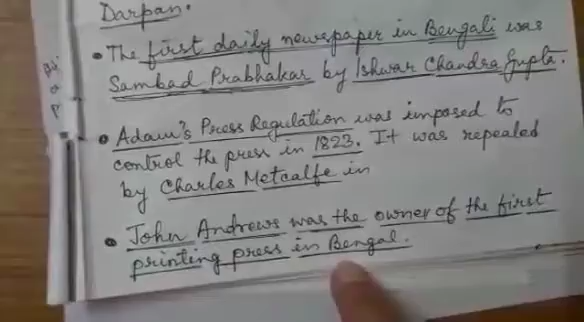 Darpan.
• The first daily newspaper in Bengali was
Sambad Prabhakar by Ishwar Chandra Gupta.
• Adam's Press Regulation was imposed to
control the press in 1823. It was repealed
by Charles Metcalfe in
• John Andrews was the owner of the first
printing press in Bengal.